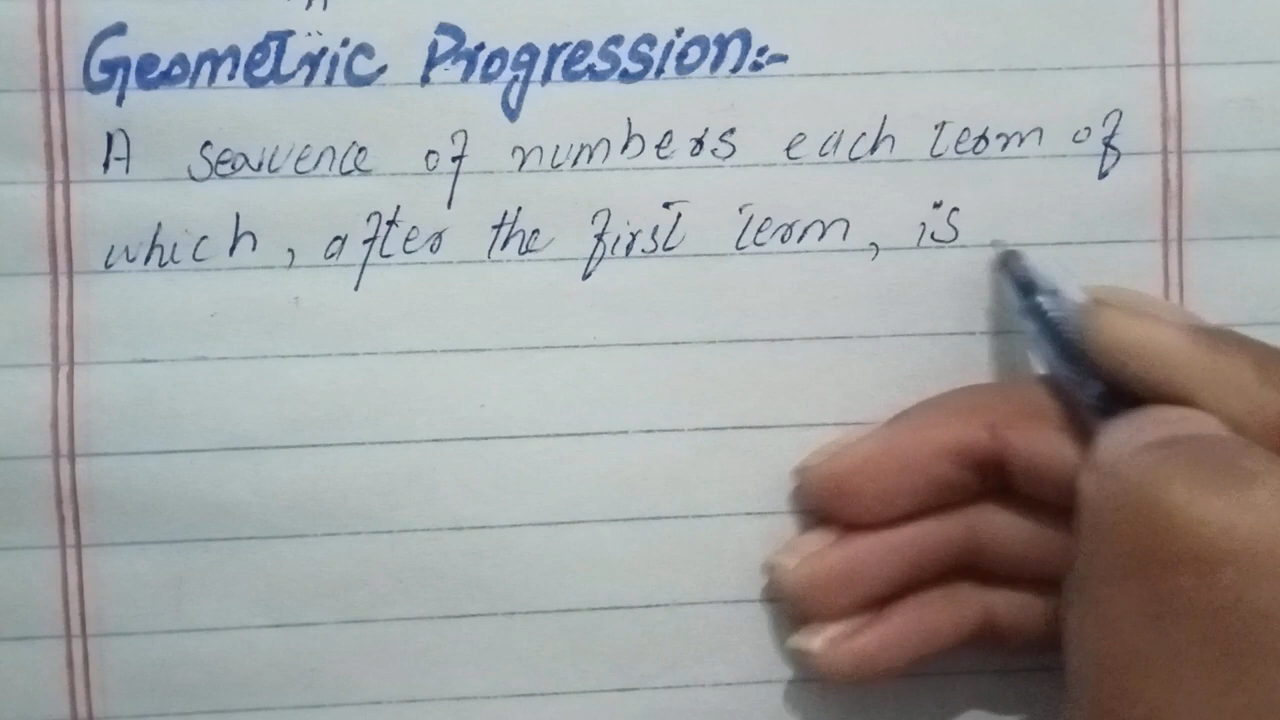 Geometric Progression:-
A sequence of numbers each term of
which, after the first term, is